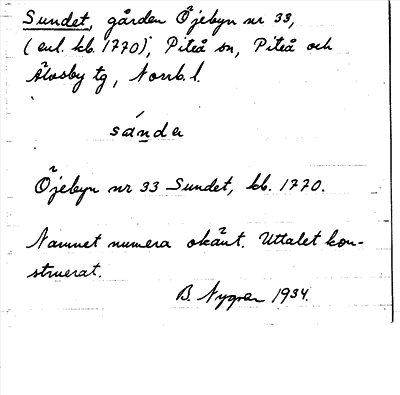 Sundet, gården Öjebyn nr 33,
(enl. kb. 1770), Piteå sn, Piteå och
Älvsby tg, Norrb. l.
sándə
Öjebyn nr 33 Sundet, kb. 1770.
Namnet numera okänt. Uttalet kon-
struerat.
B. Nygren 1934.